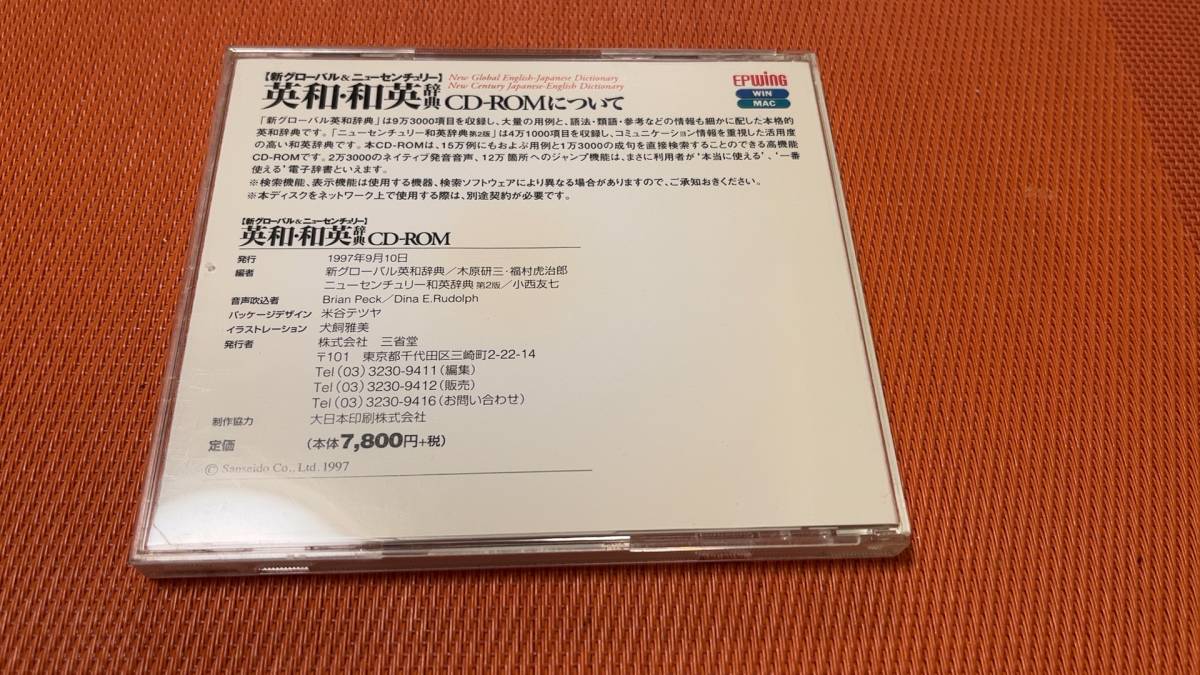 【新グローバル&ニューセンチュリー】
New Global English-Japanese Dictionary
New Century Japanese-English Dictionary
英和・和英辞典CD-ROMについて
EPWING
WIN
MAC
「新グローバル英和辞典」は9万3000項目を収録し、大量の用例と、語法・類語・参考などの情報も細かに配した本格的
英和辞典です。「ニューセンチュリー和英辞典第2版」は4万1000項目を収録し、コミュニケーション情報を重視した活用度
の高い和英辞典です。本CD-ROMは、15万例にもおよぶ用例と1万3000の成句を直接検索することのできる高機能
CD-ROMです。2万3000のネイティブ発音音声、12万箇所へのジャンプ機能は、まさに利用者が‘本当に使える’、‘一番
使える’電子辞書といえます。
※検索機能、表示機能は使用する機器、検索ソフトウェアにより異なる場合がありますので、ご承知おきください。
※本ディスクをネットワーク上で使用する際は、別途契約が必要です。
【新グローバル&ニューセンチュリー】
英和・和英辞典CD-ROM
発行 1997年9月10日
編者 新グローバル英和辞典/木原研三・福村虎治郎
ニューセンチュリー和英辞典 第2版/小西友七
音声吹込者 Brian Peck/Dina E.Rudolph
パッケージデザイン 米谷テツヤ
イラストレーション 犬飼雅美
発行者 株式会社 三省堂
〒101 東京都千代田区三崎町2-22-14
Tel(03)3230-9411(編集)
Tel(03)3230-9412(販売)
Tel(03)3230-9416(お問い合わせ)
制作協力 大日本印刷株式会社
定価 (本体7,800円+税)
© Sanseido Co., Ltd. 1997